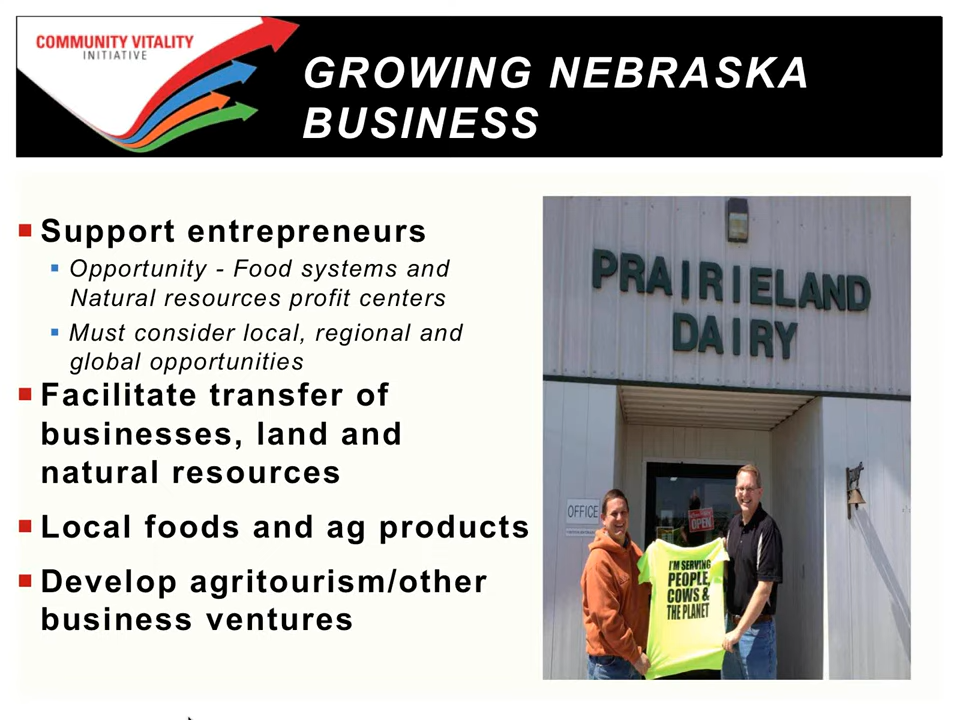 COMMUNITY VITALITY
INITIATIVE
GROWING NEBRASKA
BUSINESS
Support entrepreneurs
Opportunity - Food systems and
Natural resources profit centers
Must consider local, regional and
global opportunities
Facilitate transfer of
businesses, land and
natural resources
Local foods and ag products
Develop agritourism/other
business ventures
PRAIRIELAND
DAIRY
OFFICE
OPEN
I'M SERVING
PEOPLE,
COWS &
THE PLANET